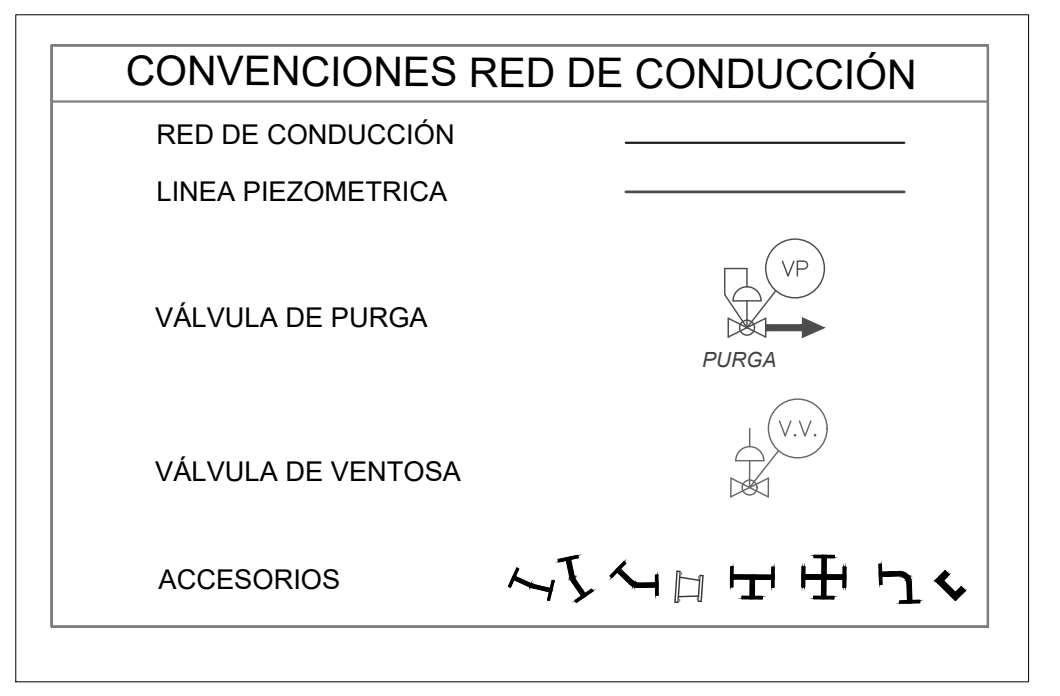 CONVENCIONES RED DE CONDUCCIÓN
RED DE CONDUCCIÓN
LINEA PIEZOMETRICA
VP
VÁLVULA DE PURGA
PURGA
V.V.
VÁLVULA DE VENTOSA
ACCESORIOS